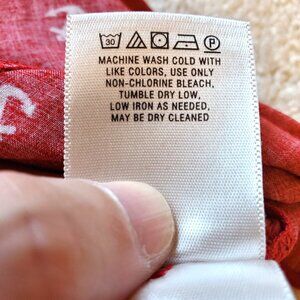 30 P
MACHINE WASH COLD WITH
LIKE COLORS, USE ONLY
NON-CHLORINE BLEACH,
TUMBLE DRY LOW,
LOW IRON AS NEEDED,
MAY BE DRY CLEANED